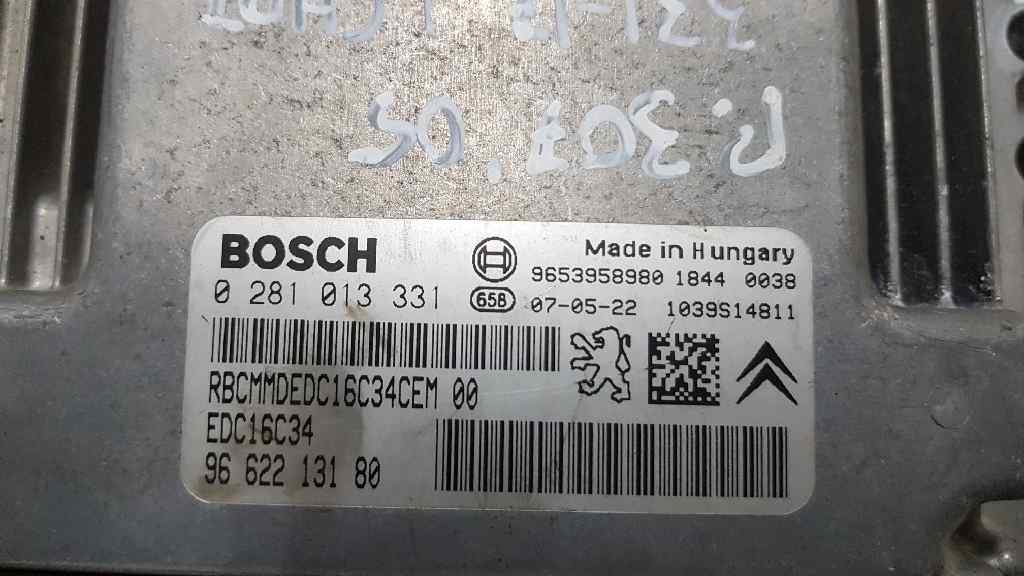 P. 307 '05
BOSCH
Made in Hungary
0 281 013 331
9653958980 1844 0038
658
07-05-22 1039S14811
RBCMMDEDC16C34CEM 00
EDC16C34
96 622 131 80